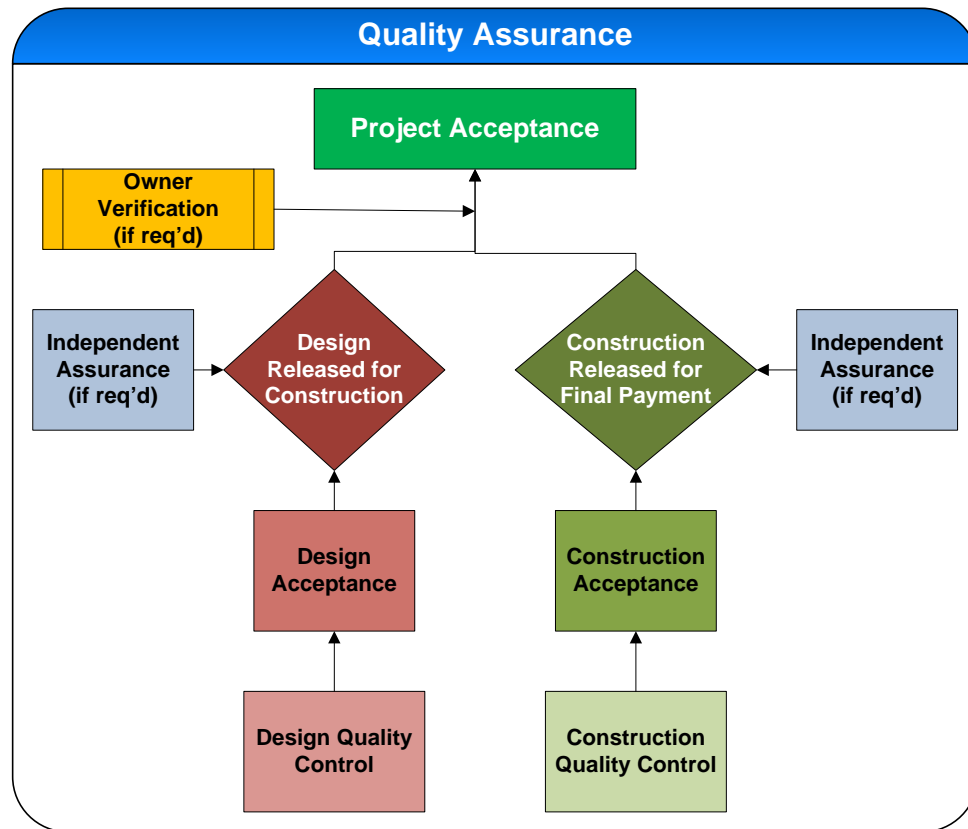 Quality Assurance
Project Acceptance
Owner
Verification
(if req’d)
Independent
Assurance
(if req’d)
Design
Released for
Construction
Construction
Released for
Final Payment
Independent
Assurance
(if req’d)
Design
Acceptance
Construction
Acceptance
Design Quality
Control
Construction
Quality Control